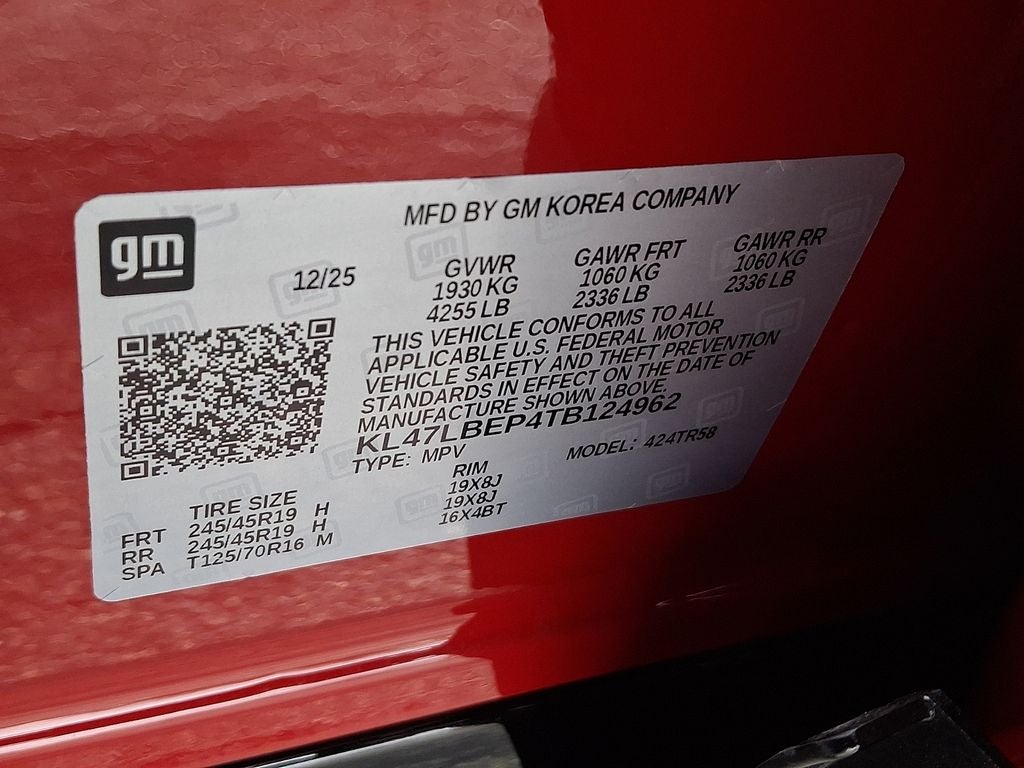 gm
MFD BY GM KOREA COMPANY
12/25
GVWR
1930 KG
4255 LB
GAWR FRT
1060 KG
2336 LB
GAWR RR
1060 KG
2336 LB
THIS VEHICLE CONFORMS TO ALL
APPLICABLE U.S. FEDERAL MOTOR
VEHICLE SAFETY AND THEFT PREVENTION
STANDARDS IN EFFECT ON THE DATE OF
MANUFACTURE SHOWN ABOVE.
KL47LBEP4TB124962
TYPE: MPV MODEL: 424TR58
TIRE SIZE RIM
FRT 245/45R19 H 19X8J
RR 245/45R19 H 19X8J
SPA T125/70R16 M 16X4BT